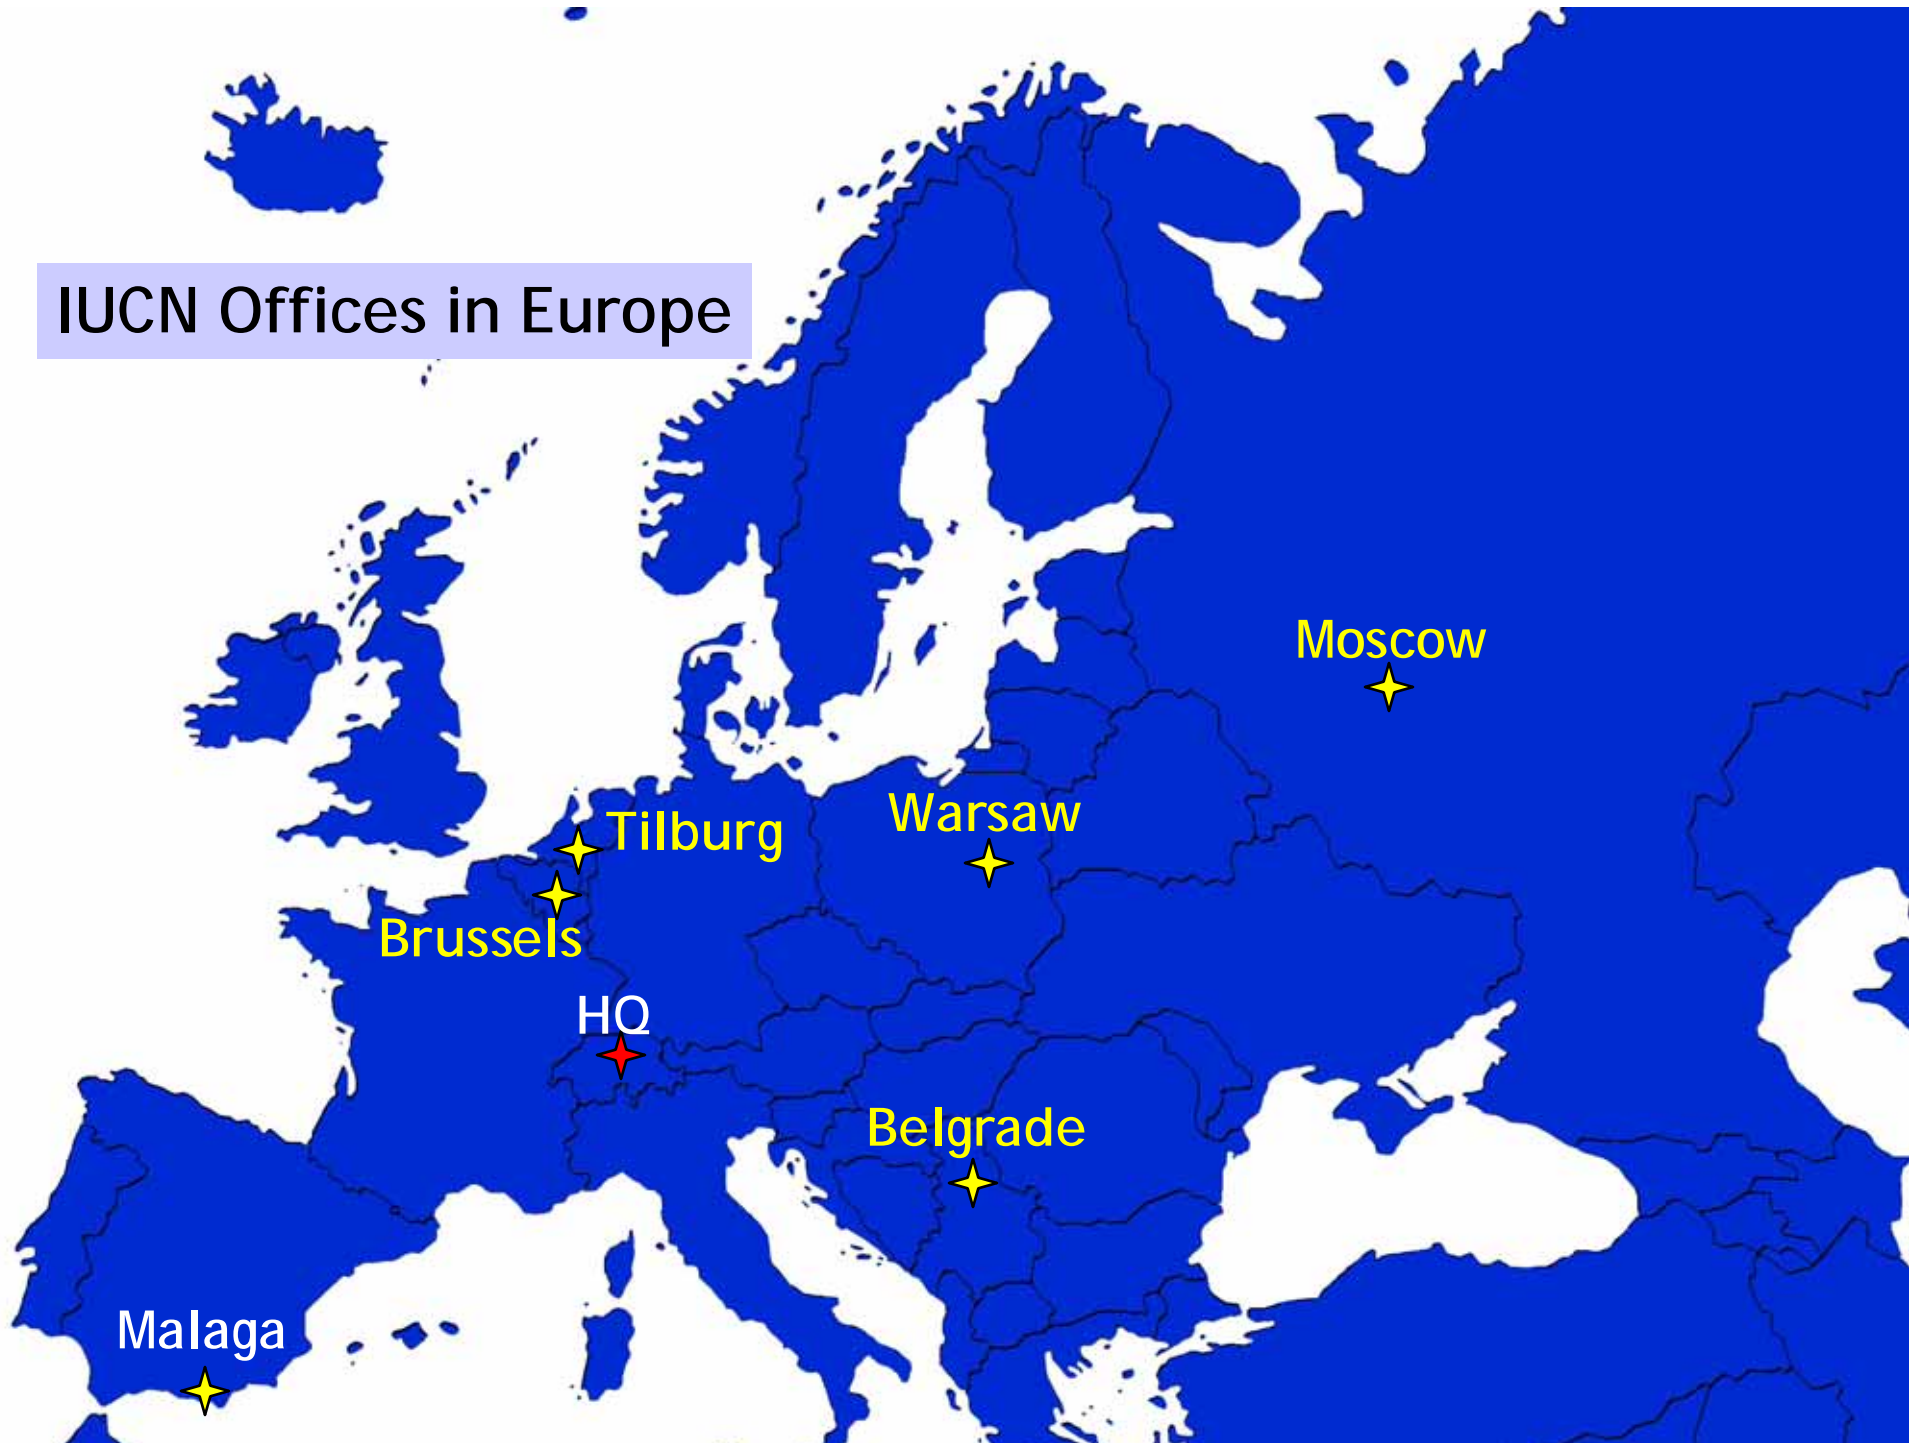 IUCN Offices in Europe
Moscow
Warsaw
Tilburg
Brussels
HQ
Belgrade
Malaga